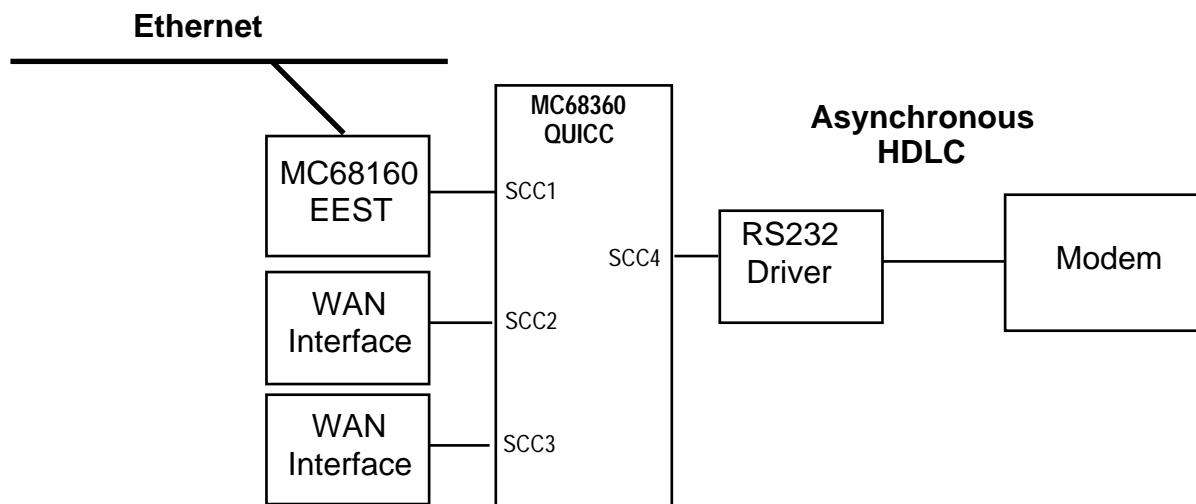 Ethernet
MC68360
QUICC
Asynchronous
HDLC
MC68160
EEST
SCC1
RS232
Driver
SCC4
Modem
WAN
Interface
SCC2
WAN
Interface
SCC3